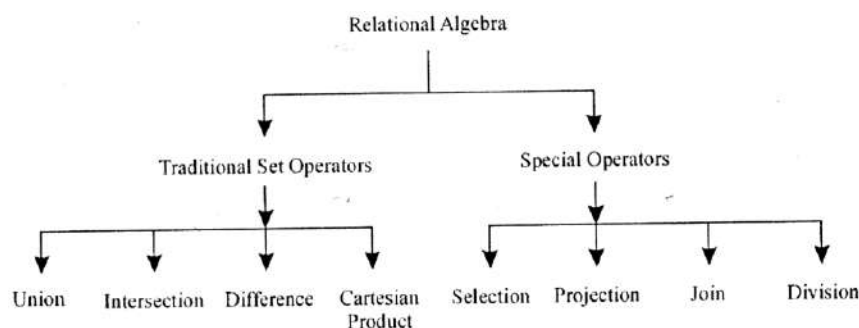 Relational Algebra
Traditional Set Operators
Special Operators
Union
Intersection
Difference
Cartesian
Product
Selection
Projection
Join
Division